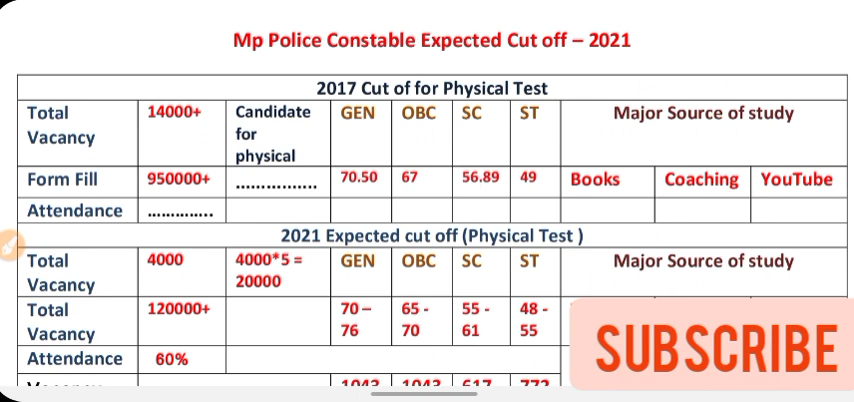 Mp Police Constable Expected Cut off – 2021
2017 Cut of for Physical Test
Total Vacancy 14000+ Candidate for physical GEN OBC SC ST Major Source of study
Form Fill 950000+ ................ 70.50 67 56.89 49 Books Coaching YouTube
Attendance .............
2021 Expected cut off (Physical Test )
Total Vacancy 4000 4000*5 = 20000 GEN OBC SC ST Major Source of study
Total Vacancy 120000+ 70 – 76 65 - 70 55 - 61 48 - 55
Attendance 60%
SUBSCRIBE